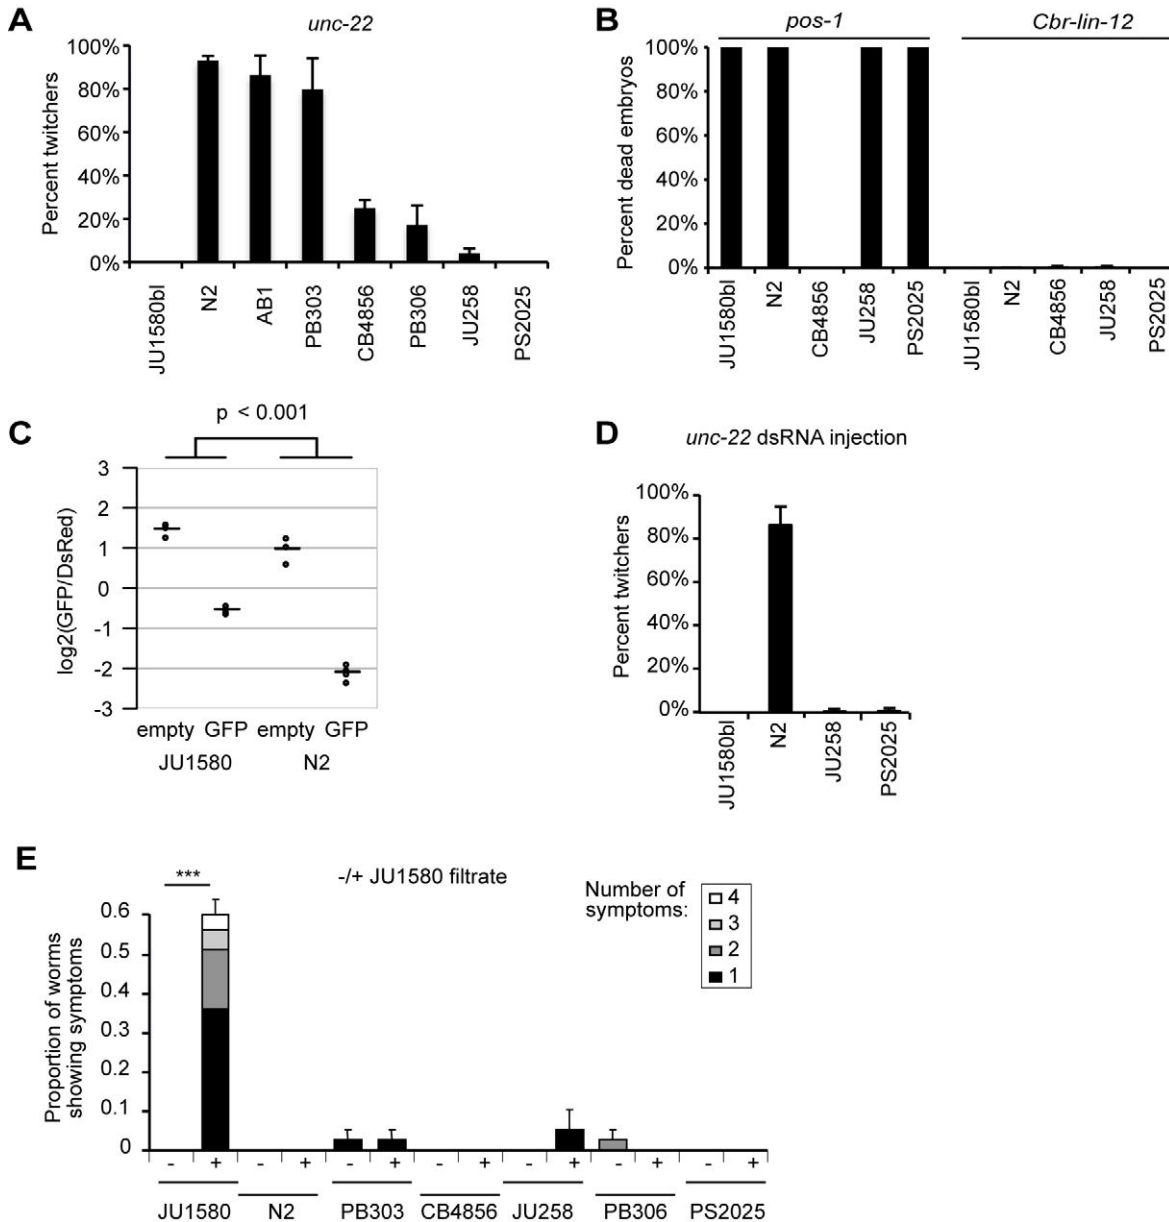 A
unc-22
Percent twitchers
100%
80%
60%
40%
20%
0%
JU1580bl
N2
AB1
PB303
CB4856
PB306
JU258
PS2025
B
pos-1
Cbr-lin-12
Percent dead embryos
100%
80%
60%
40%
20%
0%
JU1580bl
N2
CB4856
JU258
PS2025
JU1580bl
N2
CB4856
JU258
PS2025
C
p < 0.001
log2(GFP/DsRed)
3
2
1
0
-1
-2
-3
empty GFP empty GFP
JU1580 N2
D
unc-22 dsRNA injection
Percent twitchers
100%
80%
60%
40%
20%
0%
JU1580bl
N2
JU258
PS2025
E
-/+ JU1580 filtrate
***
Number of
symptoms:
4
3
2
1
Proportion of worms
showing symptoms
0.6
0.5
0.4
0.3
0.2
0.1
0
- + - + - + - + - + - + - +
JU1580 N2 PB303 CB4856 JU258 PB306 PS2025